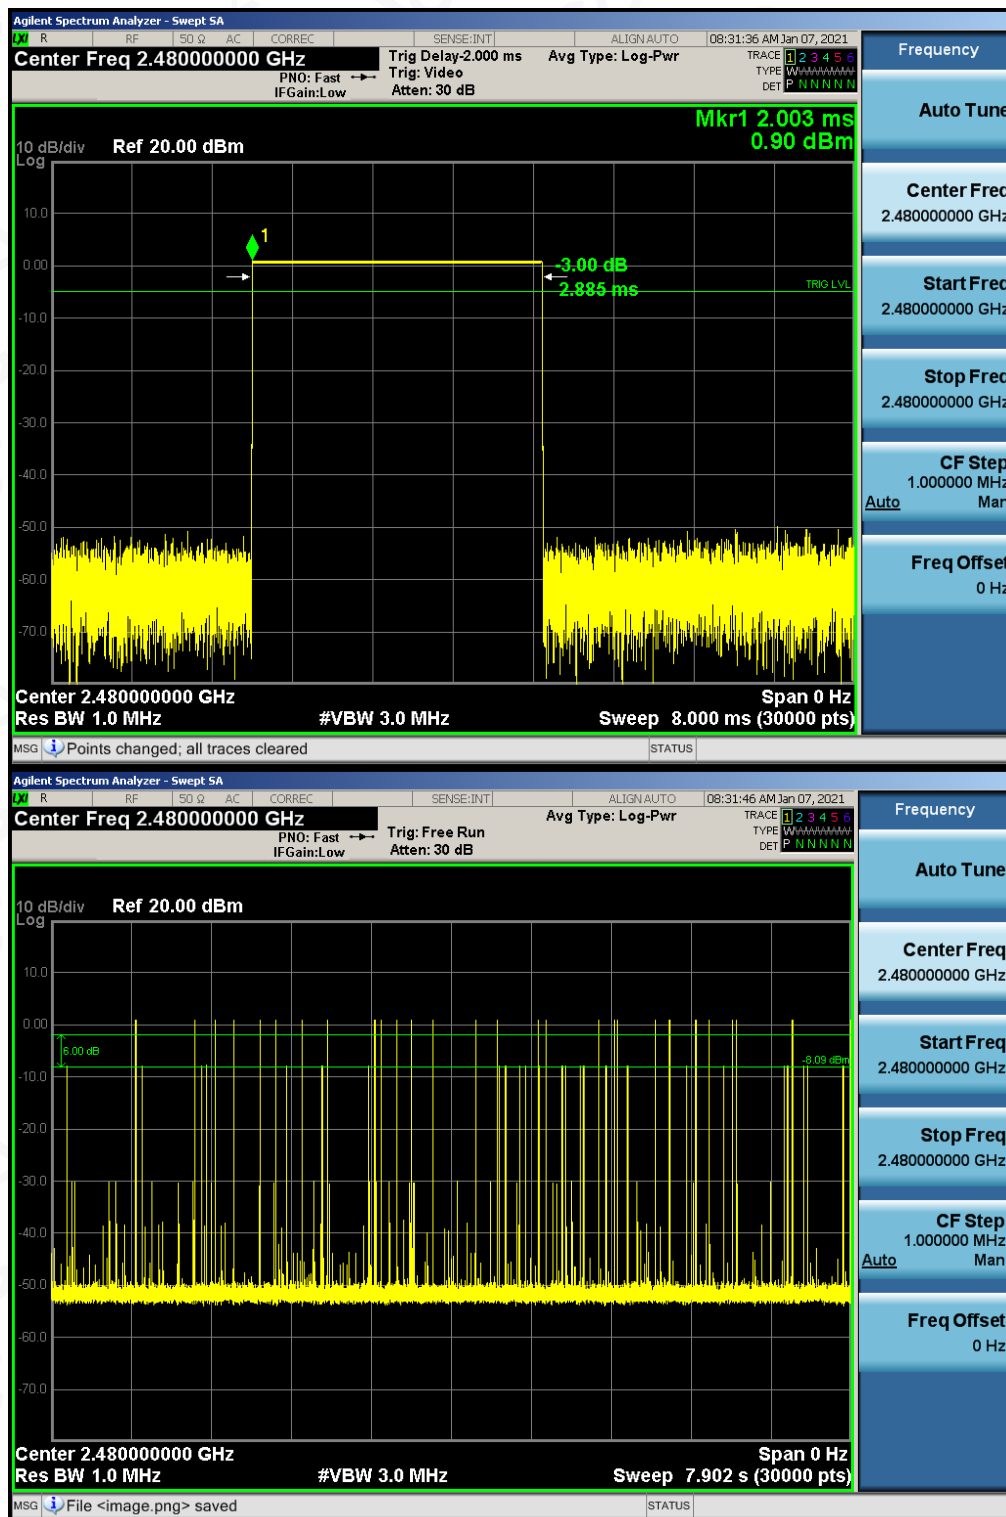 Agilent Spectrum Analyzer - Swept SA
LXI R RF 50 Ω AC CORREC SENSE:INT ALIGN AUTO 08:31:36 AM Jan 07, 2021
Center Freq 2.480000000 GHz
PNO: Fast
IFGain:Low
Trig Delay-2.000 ms
Trig: Video
Atten: 30 dB
Avg Type: Log-Pwr
TRACE 1 2 3 4 5 6
TYPE WWWWWW
DET P N N N N N
Frequency
Mkr1 2.003 ms
0.90 dBm
10 dB/div Ref 20.00 dBm
Log
10.0
0.00
-10.0
-20.0
-30.0
-40.0
-50.0
-60.0
-70.0
1
-3.00 dB
2.885 ms
TRIG LVL
Center 2.480000000 GHz Span 0 Hz
Res BW 1.0 MHz #VBW 3.0 MHz Sweep 8.000 ms (30000 pts)
MSG Points changed; all traces cleared STATUS
Auto Tune
Center Freq
2.480000000 GHz
Start Freq
2.480000000 GHz
Stop Freq
2.480000000 GHz
CF Step
1.000000 MHz
Auto Man
Freq Offset
0 Hz
Agilent Spectrum Analyzer - Swept SA
LXI R RF 50 Ω AC CORREC SENSE:INT ALIGN AUTO 08:31:46 AM Jan 07, 2021
Center Freq 2.480000000 GHz
PNO: Fast
IFGain:Low
Trig: Free Run
Atten: 30 dB
Avg Type: Log-Pwr
TRACE 1 2 3 4 5 6
TYPE WWWWWW
DET P N N N N N
Frequency
10 dB/div Ref 20.00 dBm
Log
10.0
0.00
-10.0
-20.0
-30.0
-40.0
-50.0
-60.0
-70.0
6.00 dB
-8.09 dBm
Center 2.480000000 GHz Span 0 Hz
Res BW 1.0 MHz #VBW 3.0 MHz Sweep 7.902 s (30000 pts)
MSG File <image.png> saved STATUS
Auto Tune
Center Freq
2.480000000 GHz
Start Freq
2.480000000 GHz
Stop Freq
2.480000000 GHz
CF Step
1.000000 MHz
Auto Man
Freq Offset
0 Hz